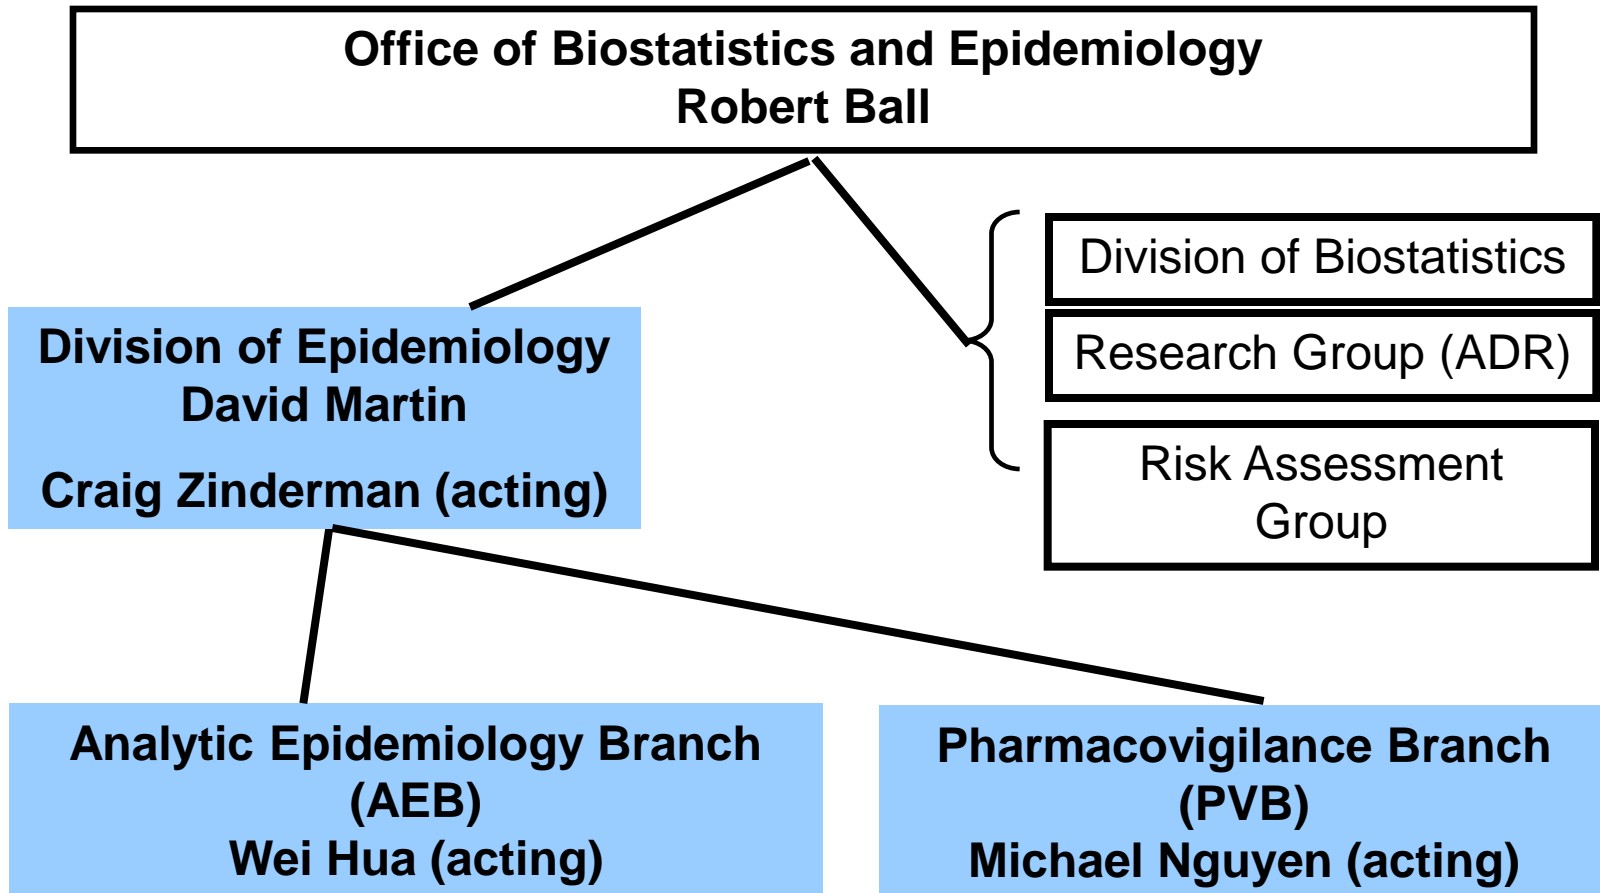 Office of Biostatistics and Epidemiology
Robert Ball
Division of Biostatistics
Research Group (ADR)
Risk Assessment
Group
Division of Epidemiology
David Martin
Craig Zinderman (acting)
Analytic Epidemiology Branch
(AEB)
Wei Hua (acting)
Pharmacovigilance Branch
(PVB)
Michael Nguyen (acting)